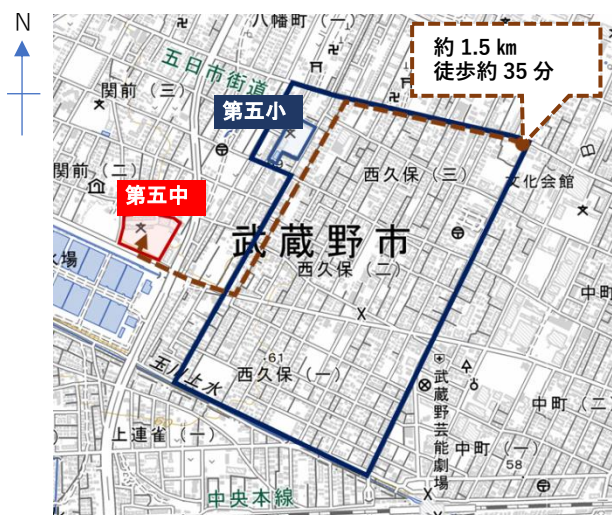 N
八幡町(一)
五日市街道
約 1.5 ㎞
徒歩約 35 分
関前(三)
第五小
関前(二)
西久保(三)
文化会館
第五中
武蔵野市
水場
西久保(二)
中町
61
玉川上水
西久保(一)
武蔵野芸能劇場
中町(二)
上連雀(一)
中町(一)
58
中央本線